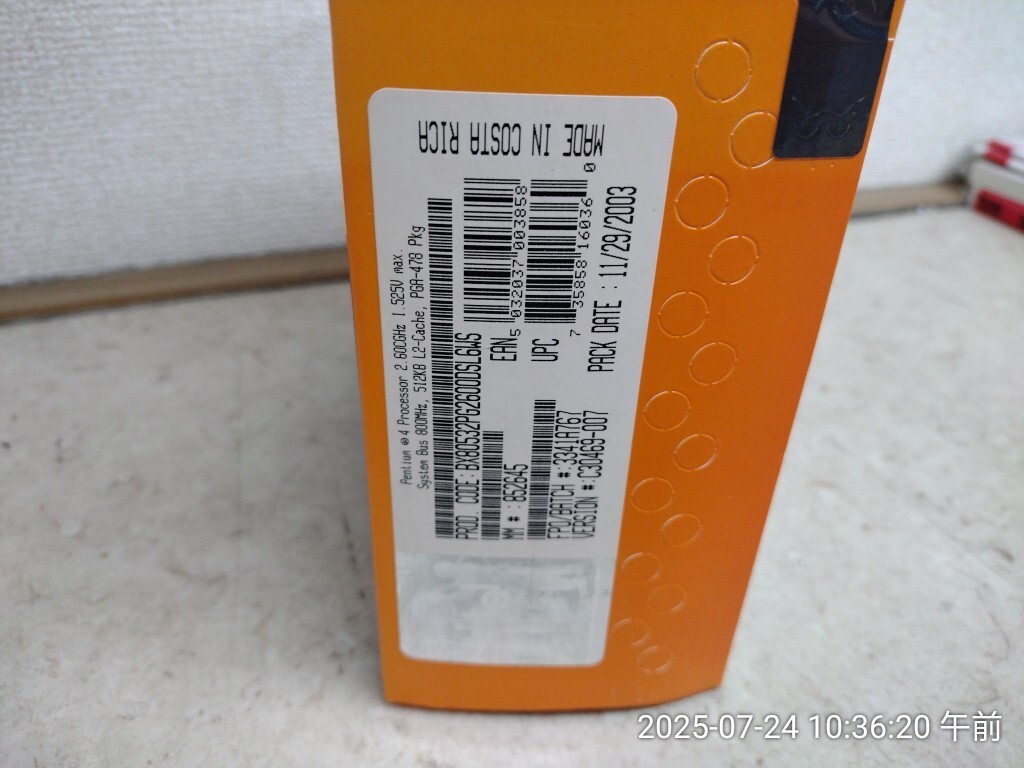 Pentium ® 4 Processor 2.60CGHz 1.525V max.
System Bus 800MHz, 512KB L2-Cache, PGA-478 Pkg
PROD. CODE: BX80532PG2600DSL6WS
MM #: 852645
FPO/BATCH #: 3341A767
VERSION #: C30469-007
EAN
5 032037 003858
UPC
7 35858 16036 0
PACK DATE : 11/29/2003
MADE IN COSTA RICA
2025-07-24 10:36:20 午前